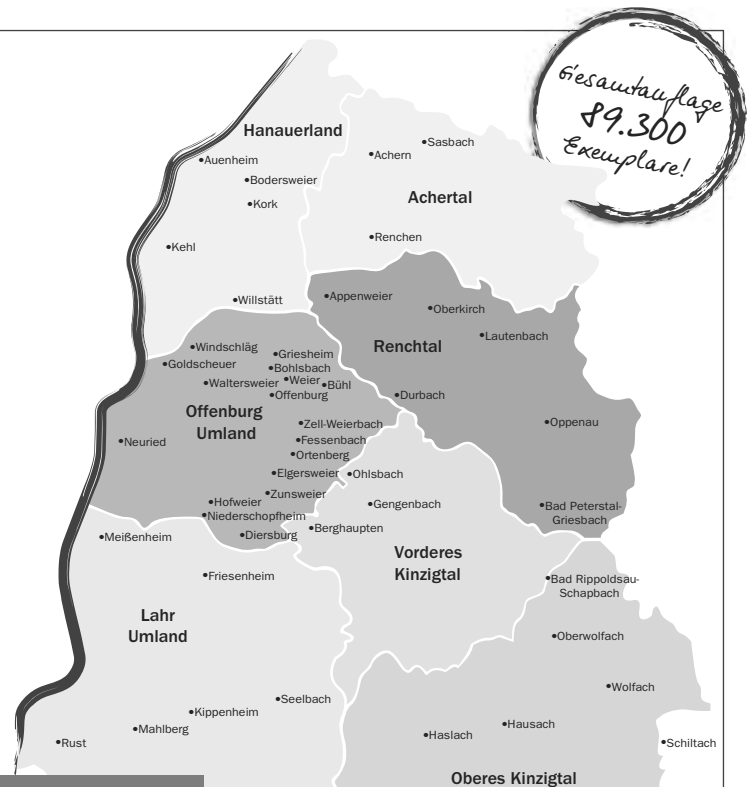 Gesamtauflage
89.300
Exemplare!
Hanauerland
•Auenheim
•Bodersweier
•Kork
•Kehl
•Willstätt
•Sasbach
•Achern
Achertal
•Renchen
•Appenweier
•Oberkirch
•Lautenbach
Renchtal
•Durbach
•Oppenau
•Bad Peterstal-
Griesbach
•Windschläg
•Griesheim
•Goldscheuer
•Bohlsbach
•Weier
•Waltersweier
•Bühl
•Offenburg
Offenburg
Umland
•Zell-Weierbach
•Neuried
•Fessenbach
•Ortenberg
•Elgersweier
•Zunsweier
•Hofweier
•Niederschopfheim
•Diersburg
•Ohlsbach
•Gengenbach
•Berghaupten
Vorderes
Kinzigtal
•Meißenheim
•Friesenheim
Lahr
Umland
•Seelbach
•Kippenheim
•Mahlberg
•Rust
•Bad Rippoldsau-
Schapbach
•Oberwolfach
•Wolfach
•Hausach
•Haslach
•Schiltach
Oberes Kinzigtal